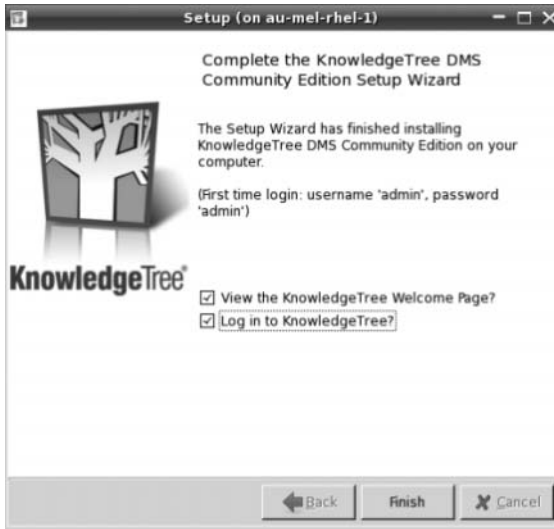 Setup (on au-mel-rhel-1)
Complete the KnowledgeTree DMS
Community Edition Setup Wizard
The Setup Wizard has finished installing
KnowledgeTree DMS Community Edition on your
computer.
(First time login: username 'admin', password
'admin')
KnowledgeTree®
View the KnowledgeTree Welcome Page?
Log in to KnowledgeTree?
Back
Finish
Cancel